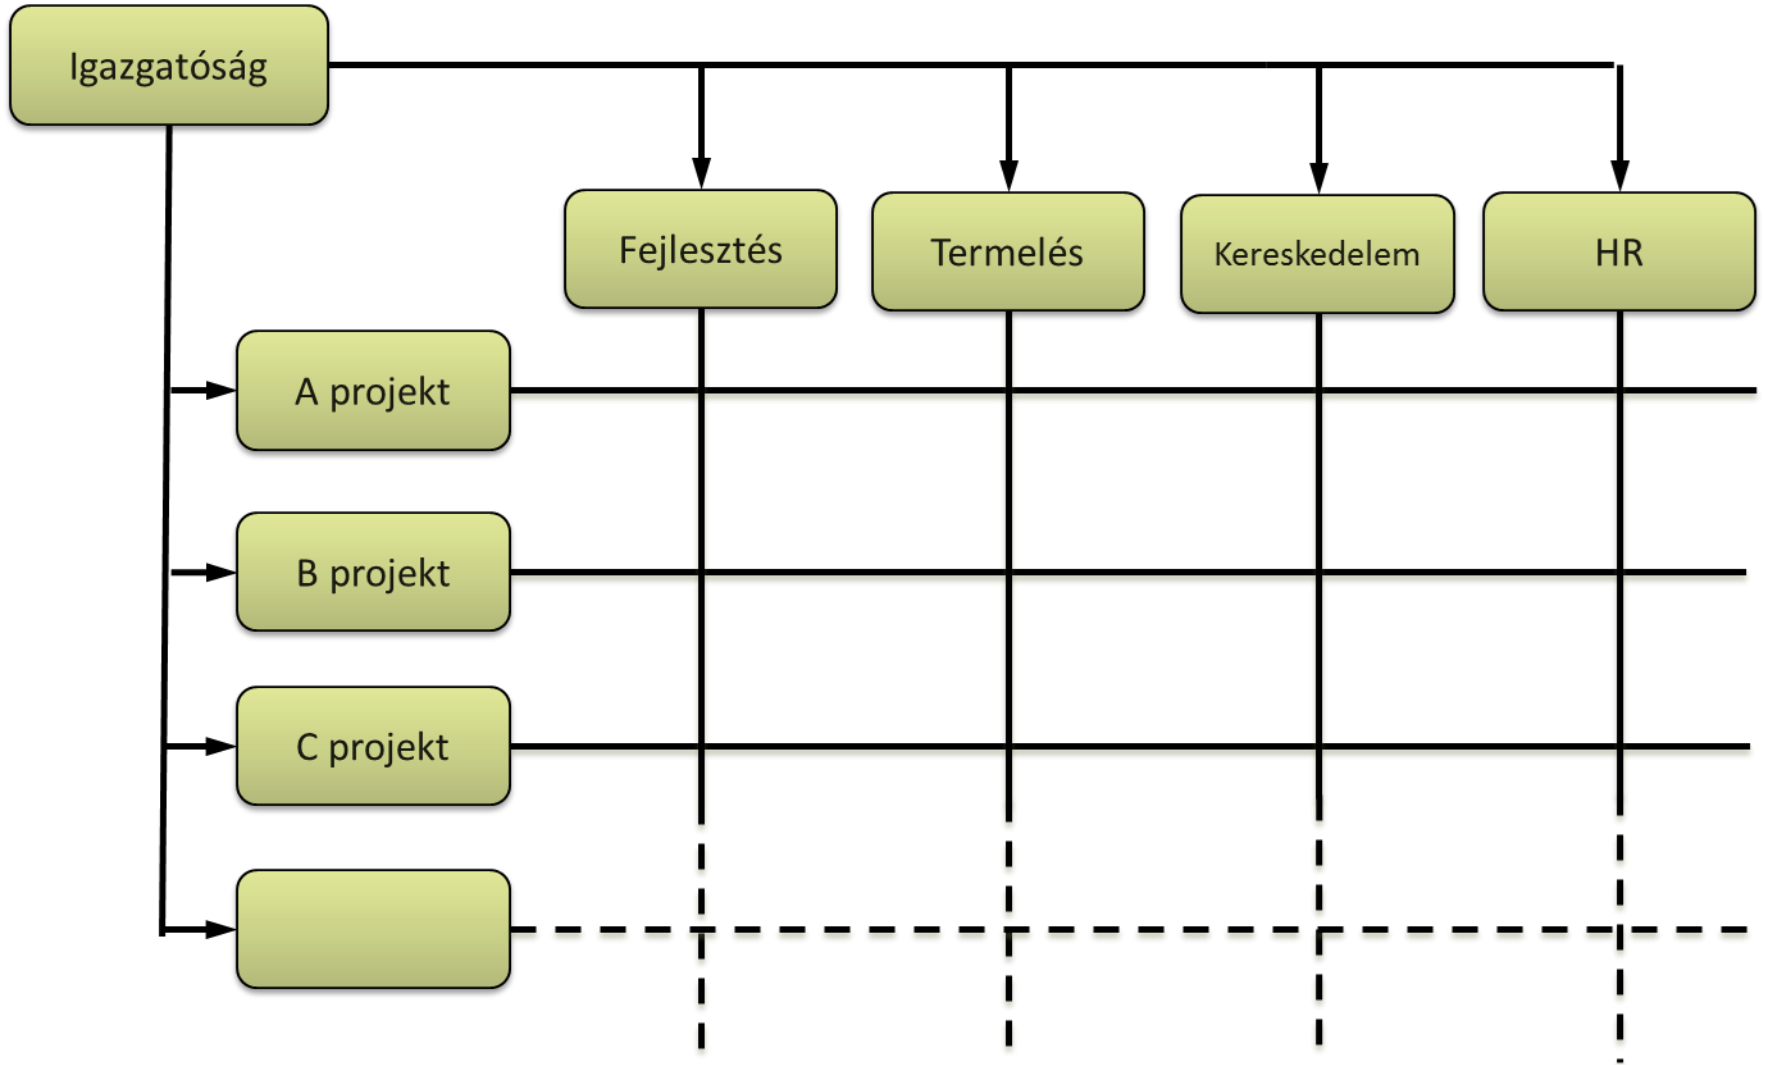 Igazgatóság
Fejlesztés
Termelés
Kereskedelem
HR
A projekt
B projekt
C projekt